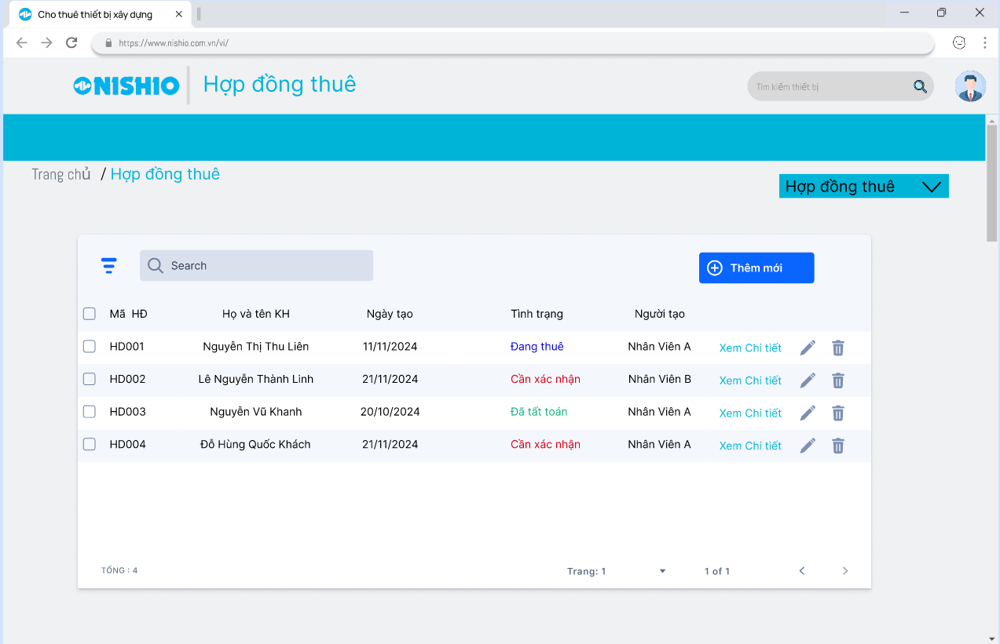 Cho thuê thiết bị xây dựng
https://www.nishio.com.vn/vi/
NISHIO Hợp đồng thuê
Tìm kiếm thiết bị
Trang chủ / Hợp đồng thuê
Hợp đồng thuê
Search
Thêm mới
Mã HĐ Họ và tên KH Ngày tạo Tình trạng Người tạo
HD001 Nguyễn Thị Thu Liên 11/11/2024 Đang thuê Nhân Viên A Xem Chi tiết
HD002 Lê Nguyễn Thành Linh 21/11/2024 Cần xác nhận Nhân Viên B Xem Chi tiết
HD003 Nguyễn Vũ Khanh 20/10/2024 Đã tất toán Nhân Viên A Xem Chi tiết
HD004 Đỗ Hùng Quốc Khách 21/11/2024 Cần xác nhận Nhân Viên A Xem Chi tiết
TỔNG : 4 Trang: 1 1 of 1